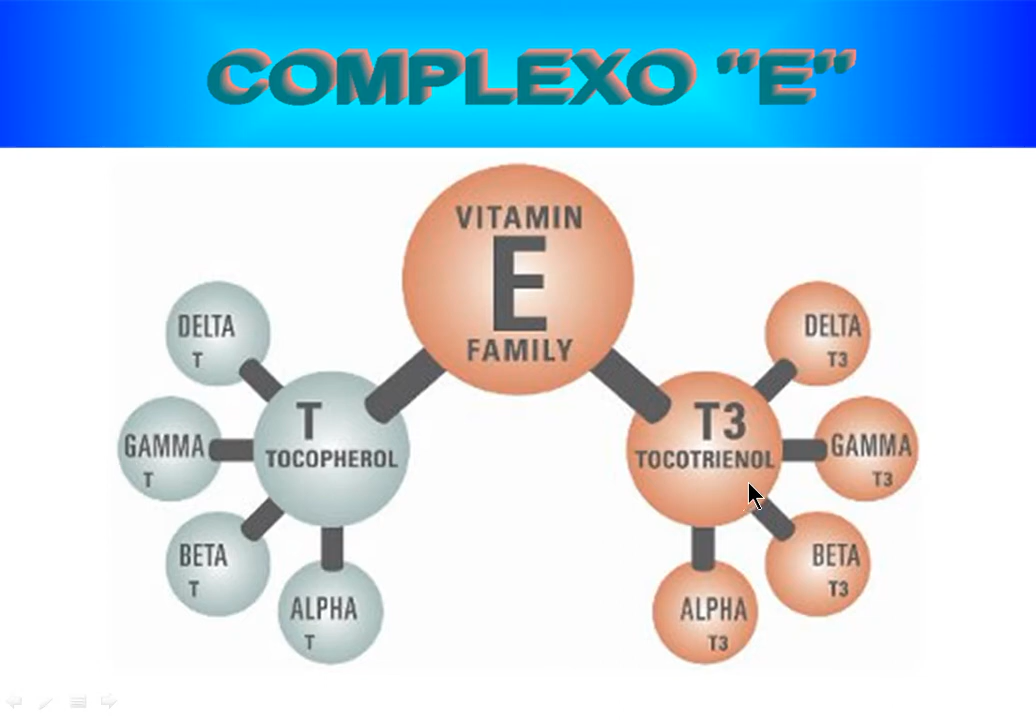 COMPLEXO "E"
VITAMIN
E
FAMILY
T
TOCOPHEROL
DELTA
T
GAMMA
T
BETA
T
ALPHA
T
T3
TOCOTRIENOL
DELTA
T3
GAMMA
T3
BETA
T3
ALPHA
T3